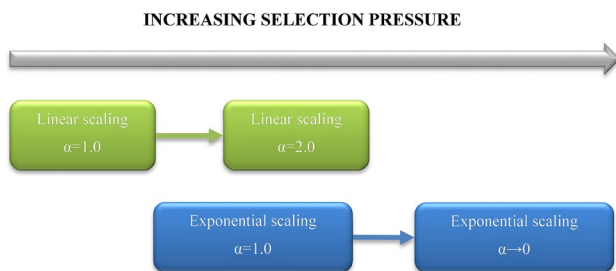 INCREASING SELECTION PRESSURE
Linear scaling
α=1.0
Linear scaling
α=2.0
Exponential scaling
α=1.0
Exponential scaling
α→0